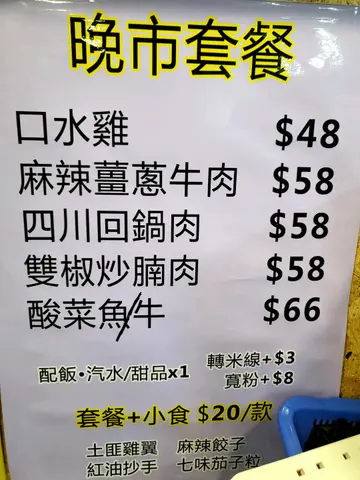 晚市套餐
口水雞 $48
麻辣薑蔥牛肉 $58
四川回鍋肉 $58
雙椒炒腩肉 $58
酸菜魚/牛 $66
配飯•汽水/甜品x1
轉米線+$3
寬粉+$8
套餐+小食 $20/款
土匪雞翼 麻辣餃子
紅油抄手 七味茄子粒